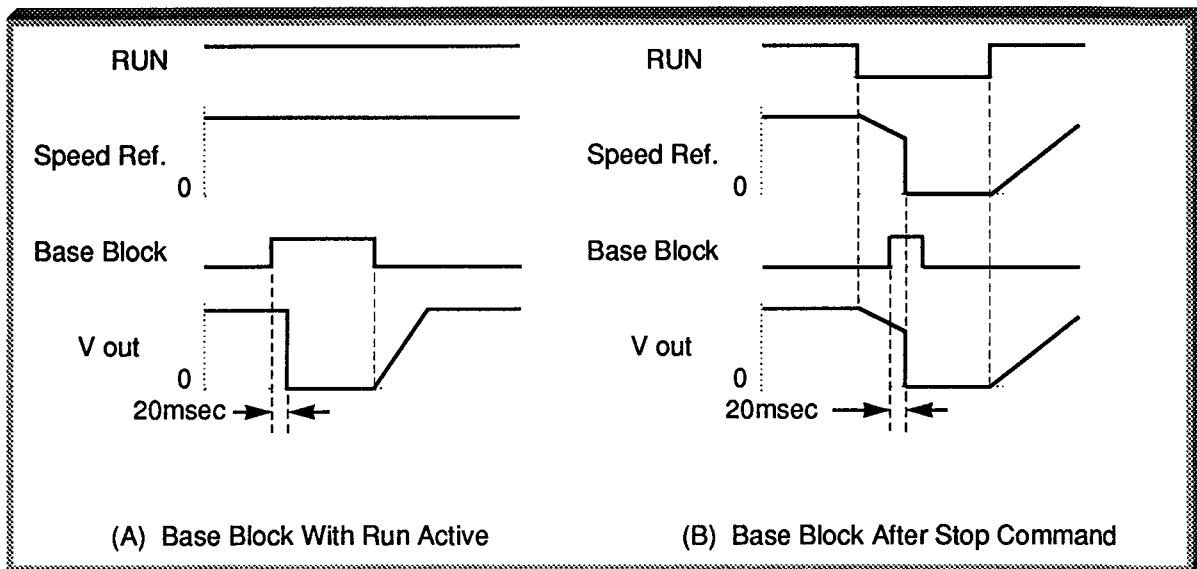 RUN
Speed Ref.
0
Base Block
V out
0
20msec
(A) Base Block With Run Active
RUN
Speed Ref.
0
Base Block
V out
0
20msec
(B) Base Block After Stop Command